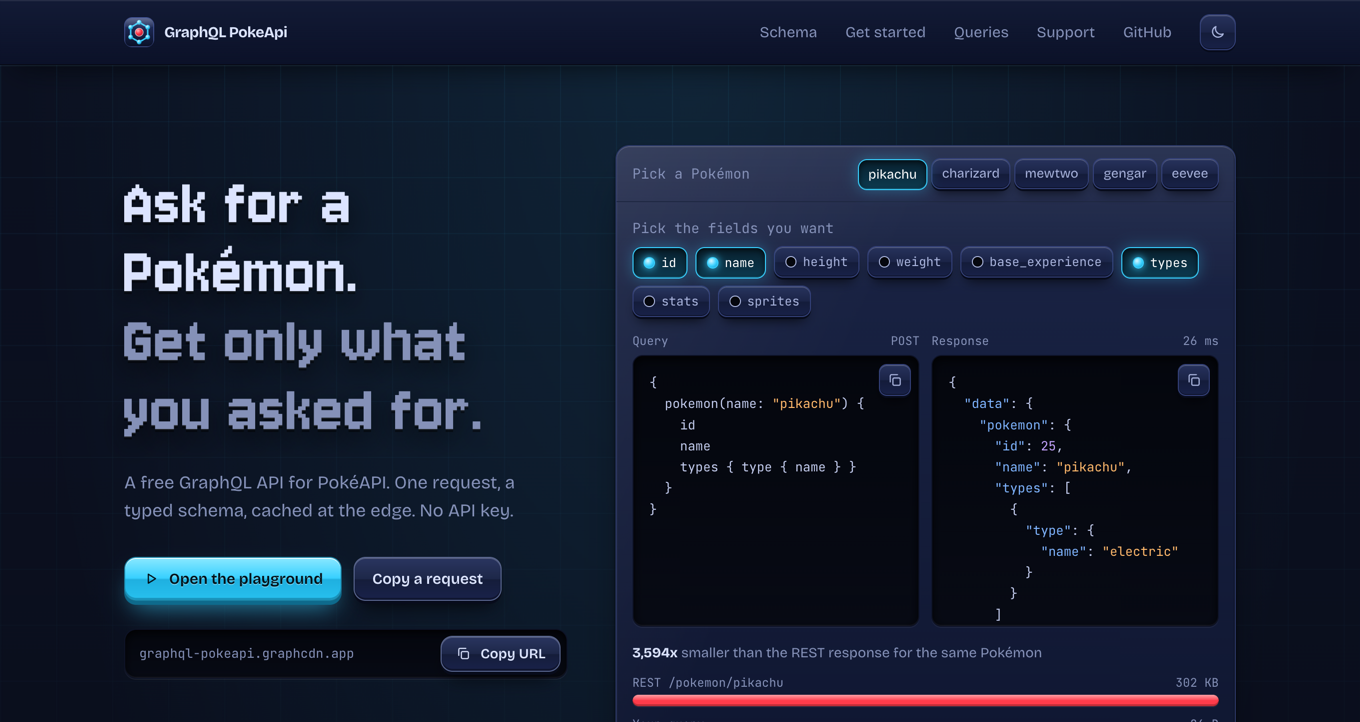 GraphQL PokeApi
Schema
Get started
Queries
Support
GitHub
Ask for a
Pokémon.
Get only what
you asked for.
A free GraphQL API for PokéAPI. One request, a
typed schema, cached at the edge. No API key.
Open the playground
Copy a request
graphql-pokeapi.graphcdn.app
Copy URL
Pick a Pokémon
pikachu
charizard
mewtwo
gengar
eevee
Pick the fields you want
id
name
height
weight
base_experience
types
stats
sprites
Query
POST
{
  pokemon(name: "pikachu") {
    id
    name
    types { type { name } }
  }
}
Response
26 ms
{
  "data": {
    "pokemon": {
      "id": 25,
      "name": "pikachu",
      "types": [
        {
          "type": {
            "name": "electric"
          }
        }
      ]
3,594x smaller than the REST response for the same Pokémon
REST /pokemon/pikachu
302 KB